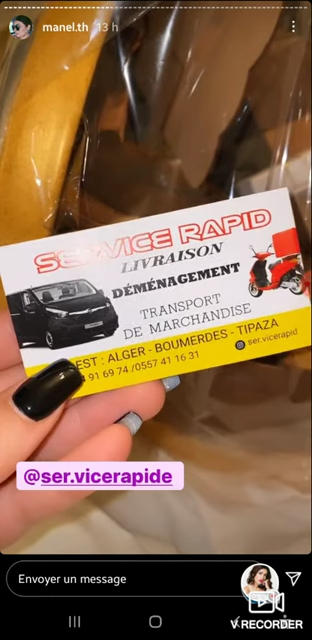 manel.th 13 h
SERVICE RAPID
LIVRAISON
DÉMÉNAGEMENT
TRANSPORT
DE MARCHANDISE
EST : ALGER - BOUMERDES - TIPAZA
91 69 74 /0557 41 16 31
ser.vicerapid
@ser.vicerapide
Envoyer un message
RECORDER